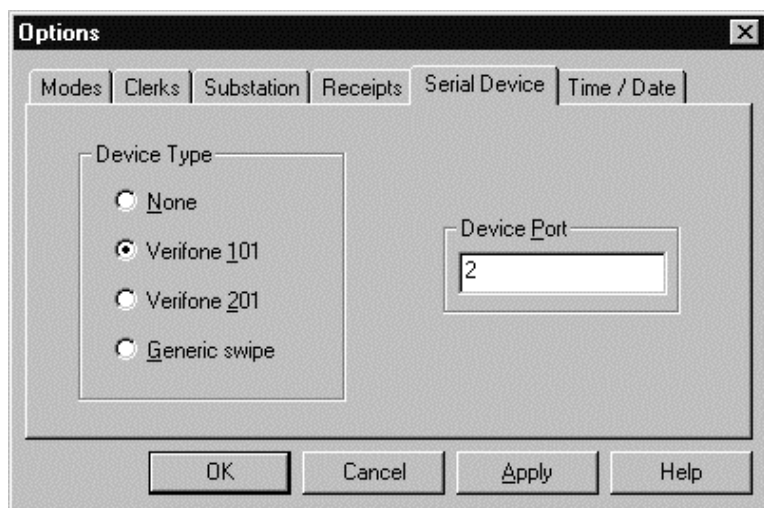 Options
Modes Clerks Substation Receipts Serial Device Time / Date
Device Type
None
Verifone 101
Verifone 201
Generic swipe
Device Port
2
OK Cancel Apply Help